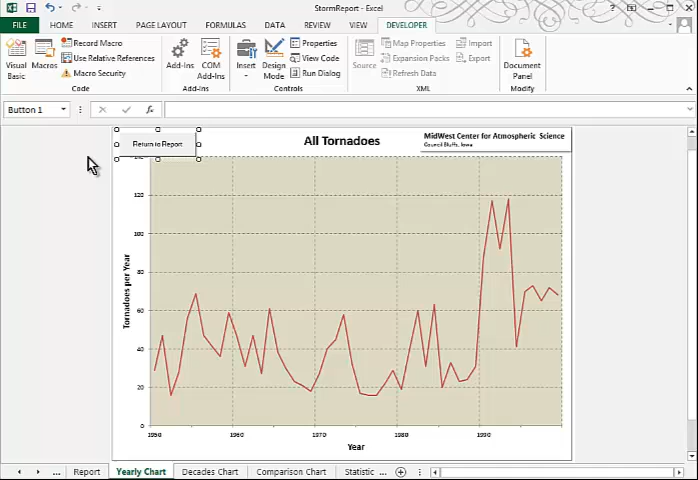 StormReport - Excel
FILE HOME INSERT PAGE LAYOUT FORMULAS DATA REVIEW VIEW DEVELOPER
Visual Basic
Macros
Record Macro
Use Relative References
Macro Security
Code
Add-Ins
COM Add-Ins
Add-Ins
Insert
Design Mode
Properties
View Code
Run Dialog
Controls
Source
Map Properties
Expansion Packs
Refresh Data
Import
Export
XML
Document Panel
Modify
Button 1
fx
Return to Report
All Tornadoes
MidWest Center for Atmospheric Science
Council Bluffs, Iowa
Tornadoes per Year
140
120
100
80
60
40
20
0
1950 1960 1970 1980 1990
Year
... Report Yearly Chart Decades Chart Comparison Chart Statistic ...